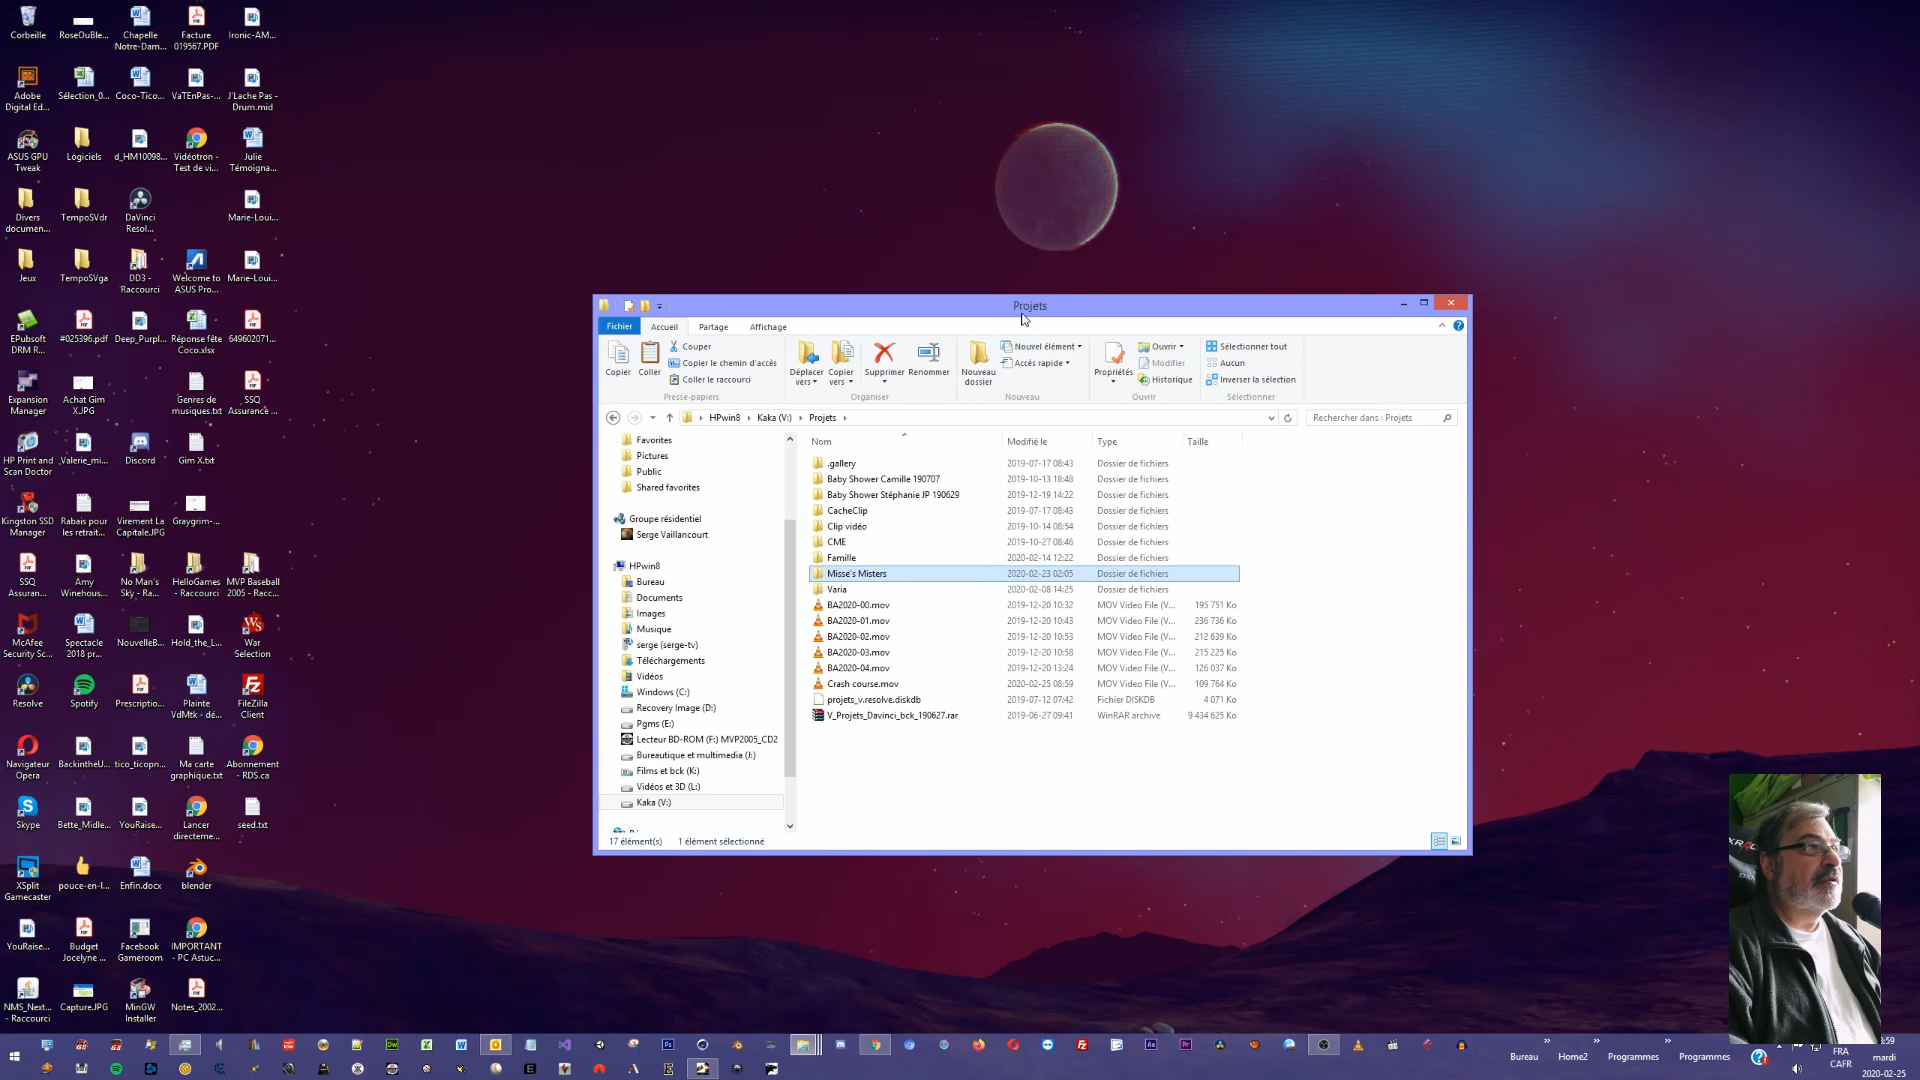 Corbeille
RoseOuBle...
Chapelle
Notre-Dam...
Facture
019567.PDF
Ironic-AM...
Adobe
Digital Ed...
Sélection_0...
Coco-Tico...
VaTEnPas-...
J'Lache Pas -
Drum.mid
ASUS GPU
Tweak
Logiciels
d_HM10098...
Vidéotron -
Test de vi...
Julie
Témoigna...
Divers
documen...
TempoSVdr
DaVinci
Resol...
Marie-Loui...
Jeux
TempoSVga
DD3 -
Raccourci
Welcome to
ASUS Pro...
Marie-Loui...
EPubsoft
DRM R...
#025396.pdf
Deep_Purpl...
Réponse fête
Coco.xlsx
649602071...
Expansion
Manager
Achat Gim
X.JPG
Genres de
musiques.txt
SSQ
Assurance ...
HP Print and
Scan Doctor
Valerie_mi...
Discord
Gim X.txt
Kingston SSD
Manager
Rabais pour
les retrait...
Virement La
Capitale.JPG
Graygrim-...
SSQ
Assuran...
Amy
Winehous...
No Man's
Sky - Ra...
HelloGames
- Raccourci
MVP Baseball
2005 - Racc...
McAfee
Security Sc...
Spectacle
2018 pr...
NouvelleB...
Hold_the_L...
War
Selection
Resolve
Spotify
Prescriptio...
Plainte
VdMtk - dé...
FileZilla
Client
Navigateur
Opera
BackintheU...
tico_ticopn...
Ma carte
graphique.txt
Abonnement
- RDS.ca
Skype
Bette_Midle...
YouRaise...
Lancer
directeme...
seed.txt
XSplit
Gamecaster
pouce-en-l...
Enfin.docx
blender
YouRaise...
Budget
Jocelyne ...
Facebook
Gameroom
IMPORTANT
- PC Astuc...
NMS_Next...
- Raccourci
Capture.JPG
MinGW
Installer
Notes_2002...
Projets
Fichier Accueil Partage Affichage
Copier
Coller
Couper
Copier le chemin d'accès
Coller le raccourci
Presse-papiers
Déplacer
vers
Copier
vers
Supprimer
Renommer
Organiser
Nouveau
dossier
Nouvel élément
Accès rapide
Nouveau
Propriétés
Ouvrir
Modifier
Historique
Ouvrir
Sélectionner tout
Aucun
Inverser la sélection
Sélectionner
HPwin8 Kaka (V:) Projets
Rechercher dans : Projets
Favorites
Pictures
Public
Shared favorites
Groupe résidentiel
Serge Vaillancourt
HPwin8
Bureau
Documents
Images
Musique
serge (serge-tv)
Téléchargements
Vidéos
Windows (C:)
Recovery Image (D:)
Pgms (E:)
Lecteur BD-ROM (F:) MVP2005_CD2
Bureautique et multimedia (J:)
Films et bck (K:)
Vidéos et 3D (L:)
Kaka (V:)
Nom Modifié le Type Taille
.gallery 2019-07-17 08:43 Dossier de fichiers
Baby Shower Camille 190707 2019-10-13 18:48 Dossier de fichiers
Baby Shower Stéphanie JP 190629 2019-12-19 14:22 Dossier de fichiers
CacheClip 2019-07-17 08:43 Dossier de fichiers
Clip vidéo 2019-10-14 08:54 Dossier de fichiers
CME 2019-10-27 08:46 Dossier de fichiers
Famille 2020-02-14 12:22 Dossier de fichiers
Misse's Misters 2020-02-23 02:05 Dossier de fichiers
Varia 2020-02-08 14:25 Dossier de fichiers
BA2020-00.mov 2019-12-20 10:32 MOV Video File (V... 195 751 Ko
BA2020-01.mov 2019-12-20 10:43 MOV Video File (V... 236 736 Ko
BA2020-02.mov 2019-12-20 10:53 MOV Video File (V... 212 639 Ko
BA2020-03.mov 2019-12-20 10:58 MOV Video File (V... 215 225 Ko
BA2020-04.mov 2019-12-20 13:24 MOV Video File (V... 126 037 Ko
Crash course.mov 2020-02-25 08:59 MOV Video File (V... 109 764 Ko
projets_v.resolve.diskdb 2019-07-12 07:42 Fichier DISKDB 4 071 Ko
V_Projets_Davinci_bck_190627.rar 2019-06-27 09:41 WinRAR archive 9 434 625 Ko
17 élément(s) 1 élément sélectionné
Bureau Home2 Programmes Programmes
FRA
CAFR
:59
mardi
2020-02-25